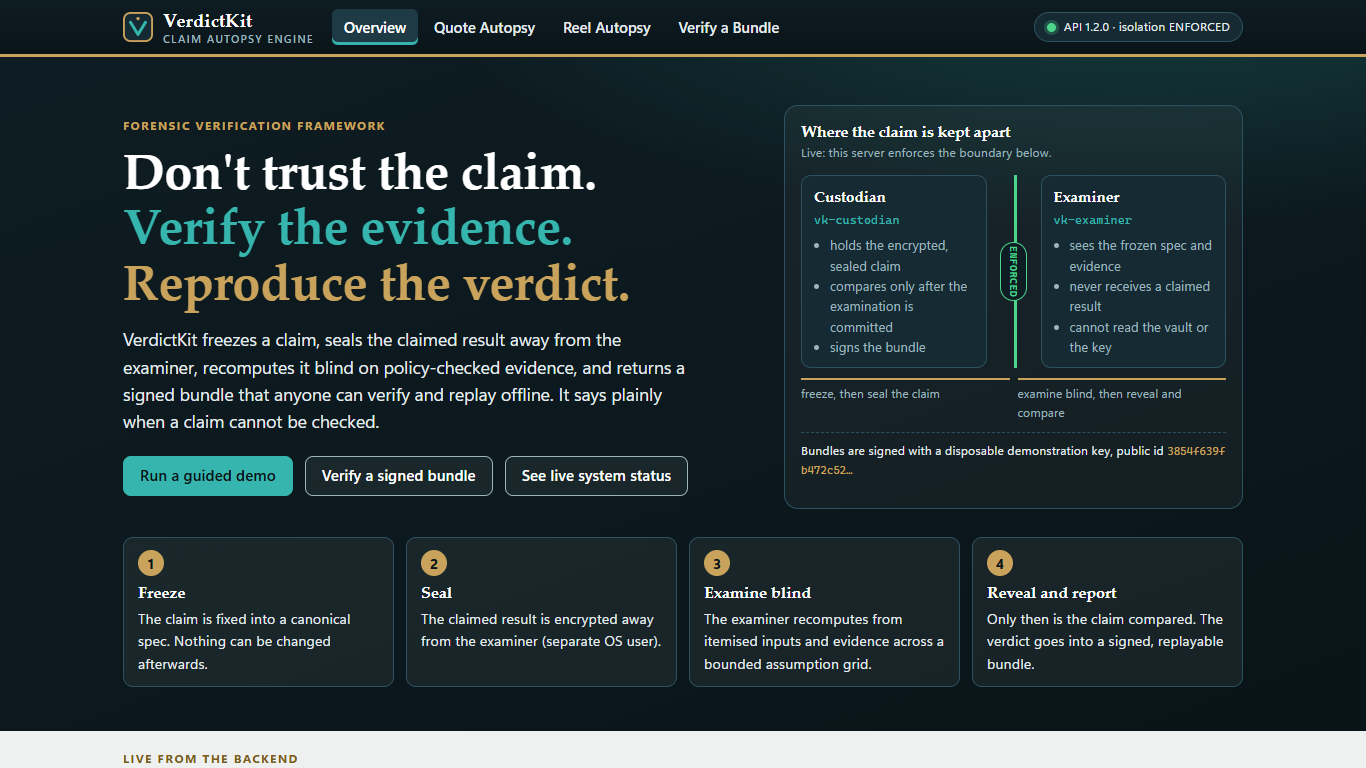 VerdictKit
CLAIM AUTOPSY ENGINE
Overview
Quote Autopsy
Reel Autopsy
Verify a Bundle
API 1.2.0 · isolation ENFORCED
FORENSIC VERIFICATION FRAMEWORK
Don't trust the claim.
Verify the evidence.
Reproduce the verdict.
VerdictKit freezes a claim, seals the claimed result away from the
examiner, recomputes it blind on policy-checked evidence, and returns a
signed bundle that anyone can verify and replay offline. It says plainly
when a claim cannot be checked.
Run a guided demo
Verify a signed bundle
See live system status
Where the claim is kept apart
Live: this server enforces the boundary below.
Custodian
vk-custodian
• holds the encrypted,
sealed claim
• compares only after the
examination is
committed
• signs the bundle
ENFORCED
Examiner
vk-examiner
• sees the frozen spec and
evidence
• never receives a claimed
result
• cannot read the vault or
the key
freeze, then seal the claim
examine blind, then reveal and
compare
Bundles are signed with a disposable demonstration key, public id 3854f639f
b472c52…
1
Freeze
The claim is fixed into a canonical
spec. Nothing can be changed
afterwards.
2
Seal
The claimed result is encrypted away
from the examiner (separate OS user).
3
Examine blind
The examiner recomputes from
itemised inputs and evidence across a
bounded assumption grid.
4
Reveal and report
Only then is the claim compared. The
verdict goes into a signed, replayable
bundle.
LIVE FROM THE BACKEND